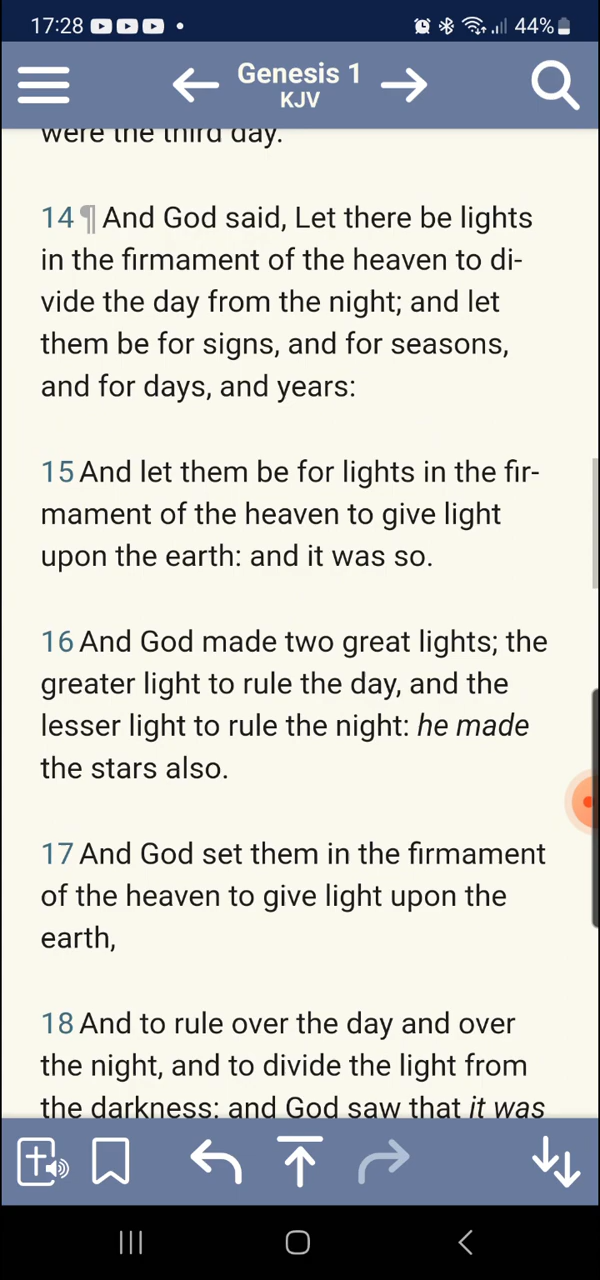 17:28 44%
Genesis 1
KJV
were the third day.
14 ¶ And God said, Let there be lights
in the firmament of the heaven to di-
vide the day from the night; and let
them be for signs, and for seasons,
and for days, and years:
15 And let them be for lights in the fir-
mament of the heaven to give light
upon the earth: and it was so.
16 And God made two great lights; the
greater light to rule the day, and the
lesser light to rule the night: he made
the stars also.
17 And God set them in the firmament
of the heaven to give light upon the
earth,
18 And to rule over the day and over
the night, and to divide the light from
the darkness: and God saw that it was